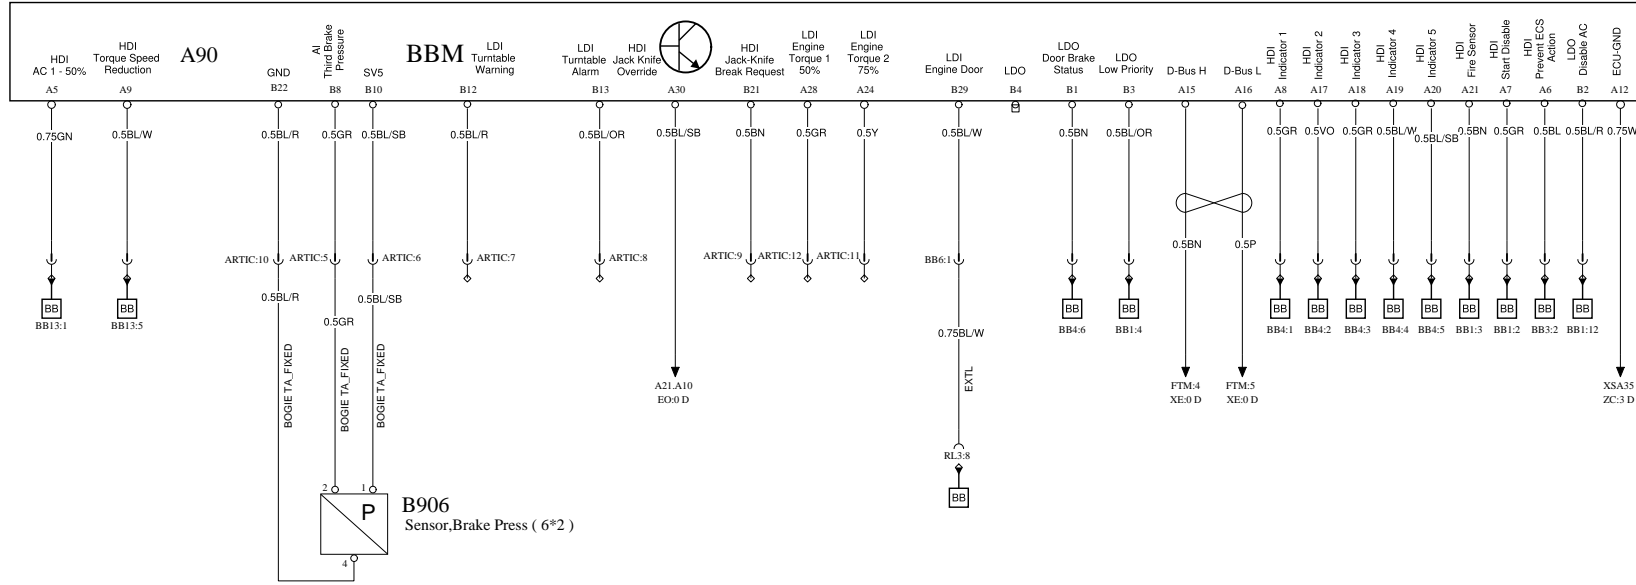 A90
BBM
HDI
AC 1 - 50%
A5
HDI
Torque Speed
Reduction
A9
GND
B22
AI
Third Brake
Pressure
B8
SV5
B10
LDI
Turntable
Warning
B12
LDI
Turntable
Alarm
B13
HDI
Jack Knife
Override
A30
HDI
Jack-Knife
Break Request
B21
LDI
Engine
Torque 1
50%
A28
LDI
Engine
Torque 2
75%
A24
LDI
Engine Door
B29
LDO
B4
LDO
Door Brake
Status
B1
LDO
Low Priority
B3
D-Bus H
A15
D-Bus L
A16
HDI
Indicator 1
A8
HDI
Indicator 2
A17
HDI
Indicator 3
A18
HDI
Indicator 4
A19
HDI
Indicator 5
A20
HDI
Fire Sensor
A21
HDI
Start Disable
A7
HDI
Prevent ECS
Action
A6
LDO
Disable AC
B2
ECU-GND
A12
0.75GN
0.5BL/W
0.5BL/R
0.5GR
0.5BL/SB
0.5BL/R
0.5BL/OR
0.5BL/SB
0.5BN
0.5GR
0.5Y
0.5BL/W
0.5BN
0.5BL/OR
0.5GR
0.5VO
0.5GR
0.5BL/W
0.5BL/SB
0.5BN
0.5GR
0.5BL
0.5BL/R
0.75W
0.5BN
0.5P
ARTIC:10
ARTIC:5
ARTIC:6
ARTIC:7
ARTIC:8
ARTIC:9
ARTIC:12
ARTIC:11
BB6:1
0.5BL/R
0.5BL/SB
0.5GR
0.75BL/W
BB
BB13:1
BB
BB13:5
BB
BB4:6
BB
BB1:4
BB
BB4:1
BB
BB4:2
BB
BB4:3
BB
BB4:4
BB
BB4:5
BB
BB1:3
BB
BB1:2
BB
BB3:2
BB
BB1:12
BOGIE TA_FIXED
BOGIE TA_FIXED
BOGIE TA_FIXED
EXTL
A21.A10
EO:0 D
FTM:4
XE:0 D
FTM:5
XE:0 D
XSA35
ZC:3 D
RL3:8
BB
2
1
P
4
B906
Sensor,Brake Press ( 6*2 )